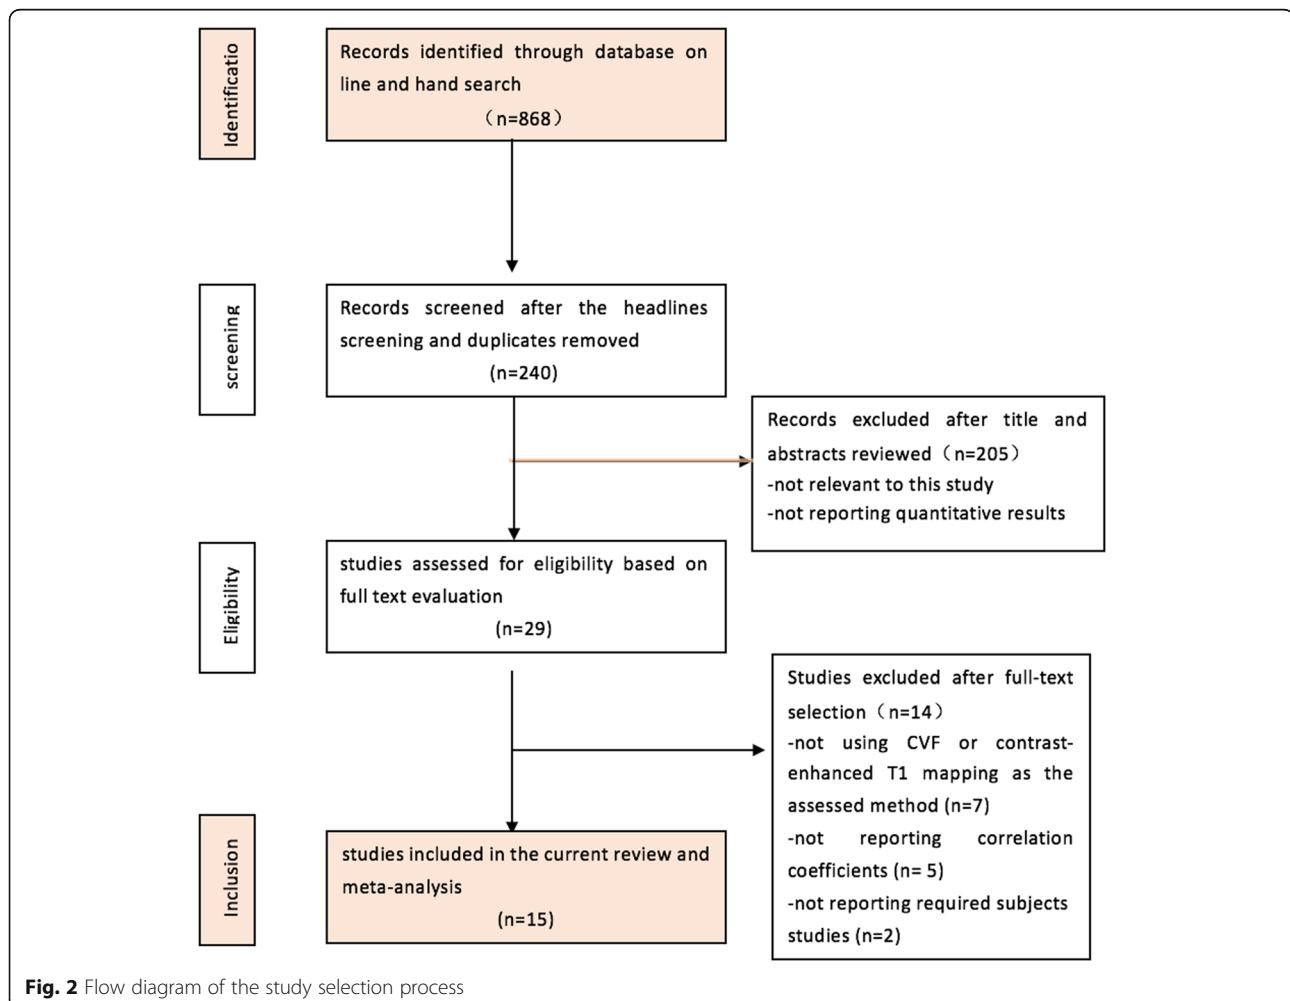 Identificatio
Records identified through database on
line and hand search
（n=868）
screening
Records screened after the headlines
screening and duplicates removed
(n=240)
Records excluded after title and
abstracts reviewed（n=205）
-not relevant to this study
-not reporting quantitative results
Eligibility
studies assessed for eligibility based on
full text evaluation
(n=29)
Studies excluded after full-text
selection（n=14）
-not using CVF or contrast-
enhanced T1 mapping as the
assessed method (n=7)
-not reporting correlation
coefficients (n= 5)
-not reporting required subjects
studies (n=2)
Inclusion
studies included in the current review and
meta-analysis
(n=15)
Fig. 2 Flow diagram of the study selection process